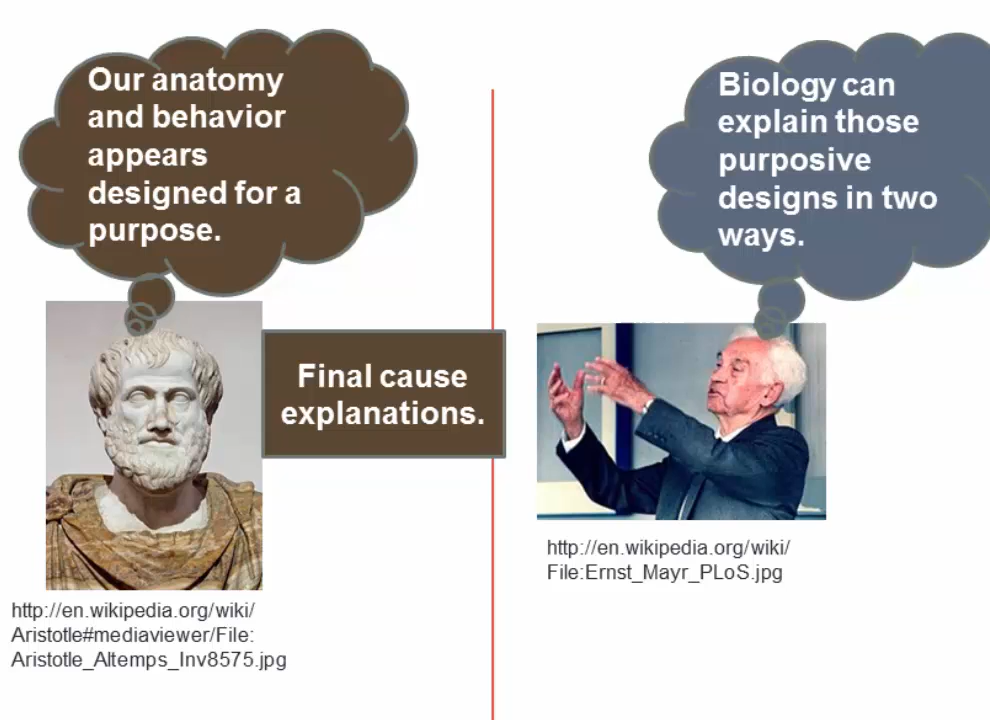 Our anatomy
and behavior
appears
designed for a
purpose.
Final cause
explanations.
http://en.wikipedia.org/wiki/
Aristotle#mediaviewer/File:
Aristotle_Altemps_Inv8575.jpg
Biology can
explain those
purposive
designs in two
ways.
http://en.wikipedia.org/wiki/
File:Ernst_Mayr_PLoS.jpg